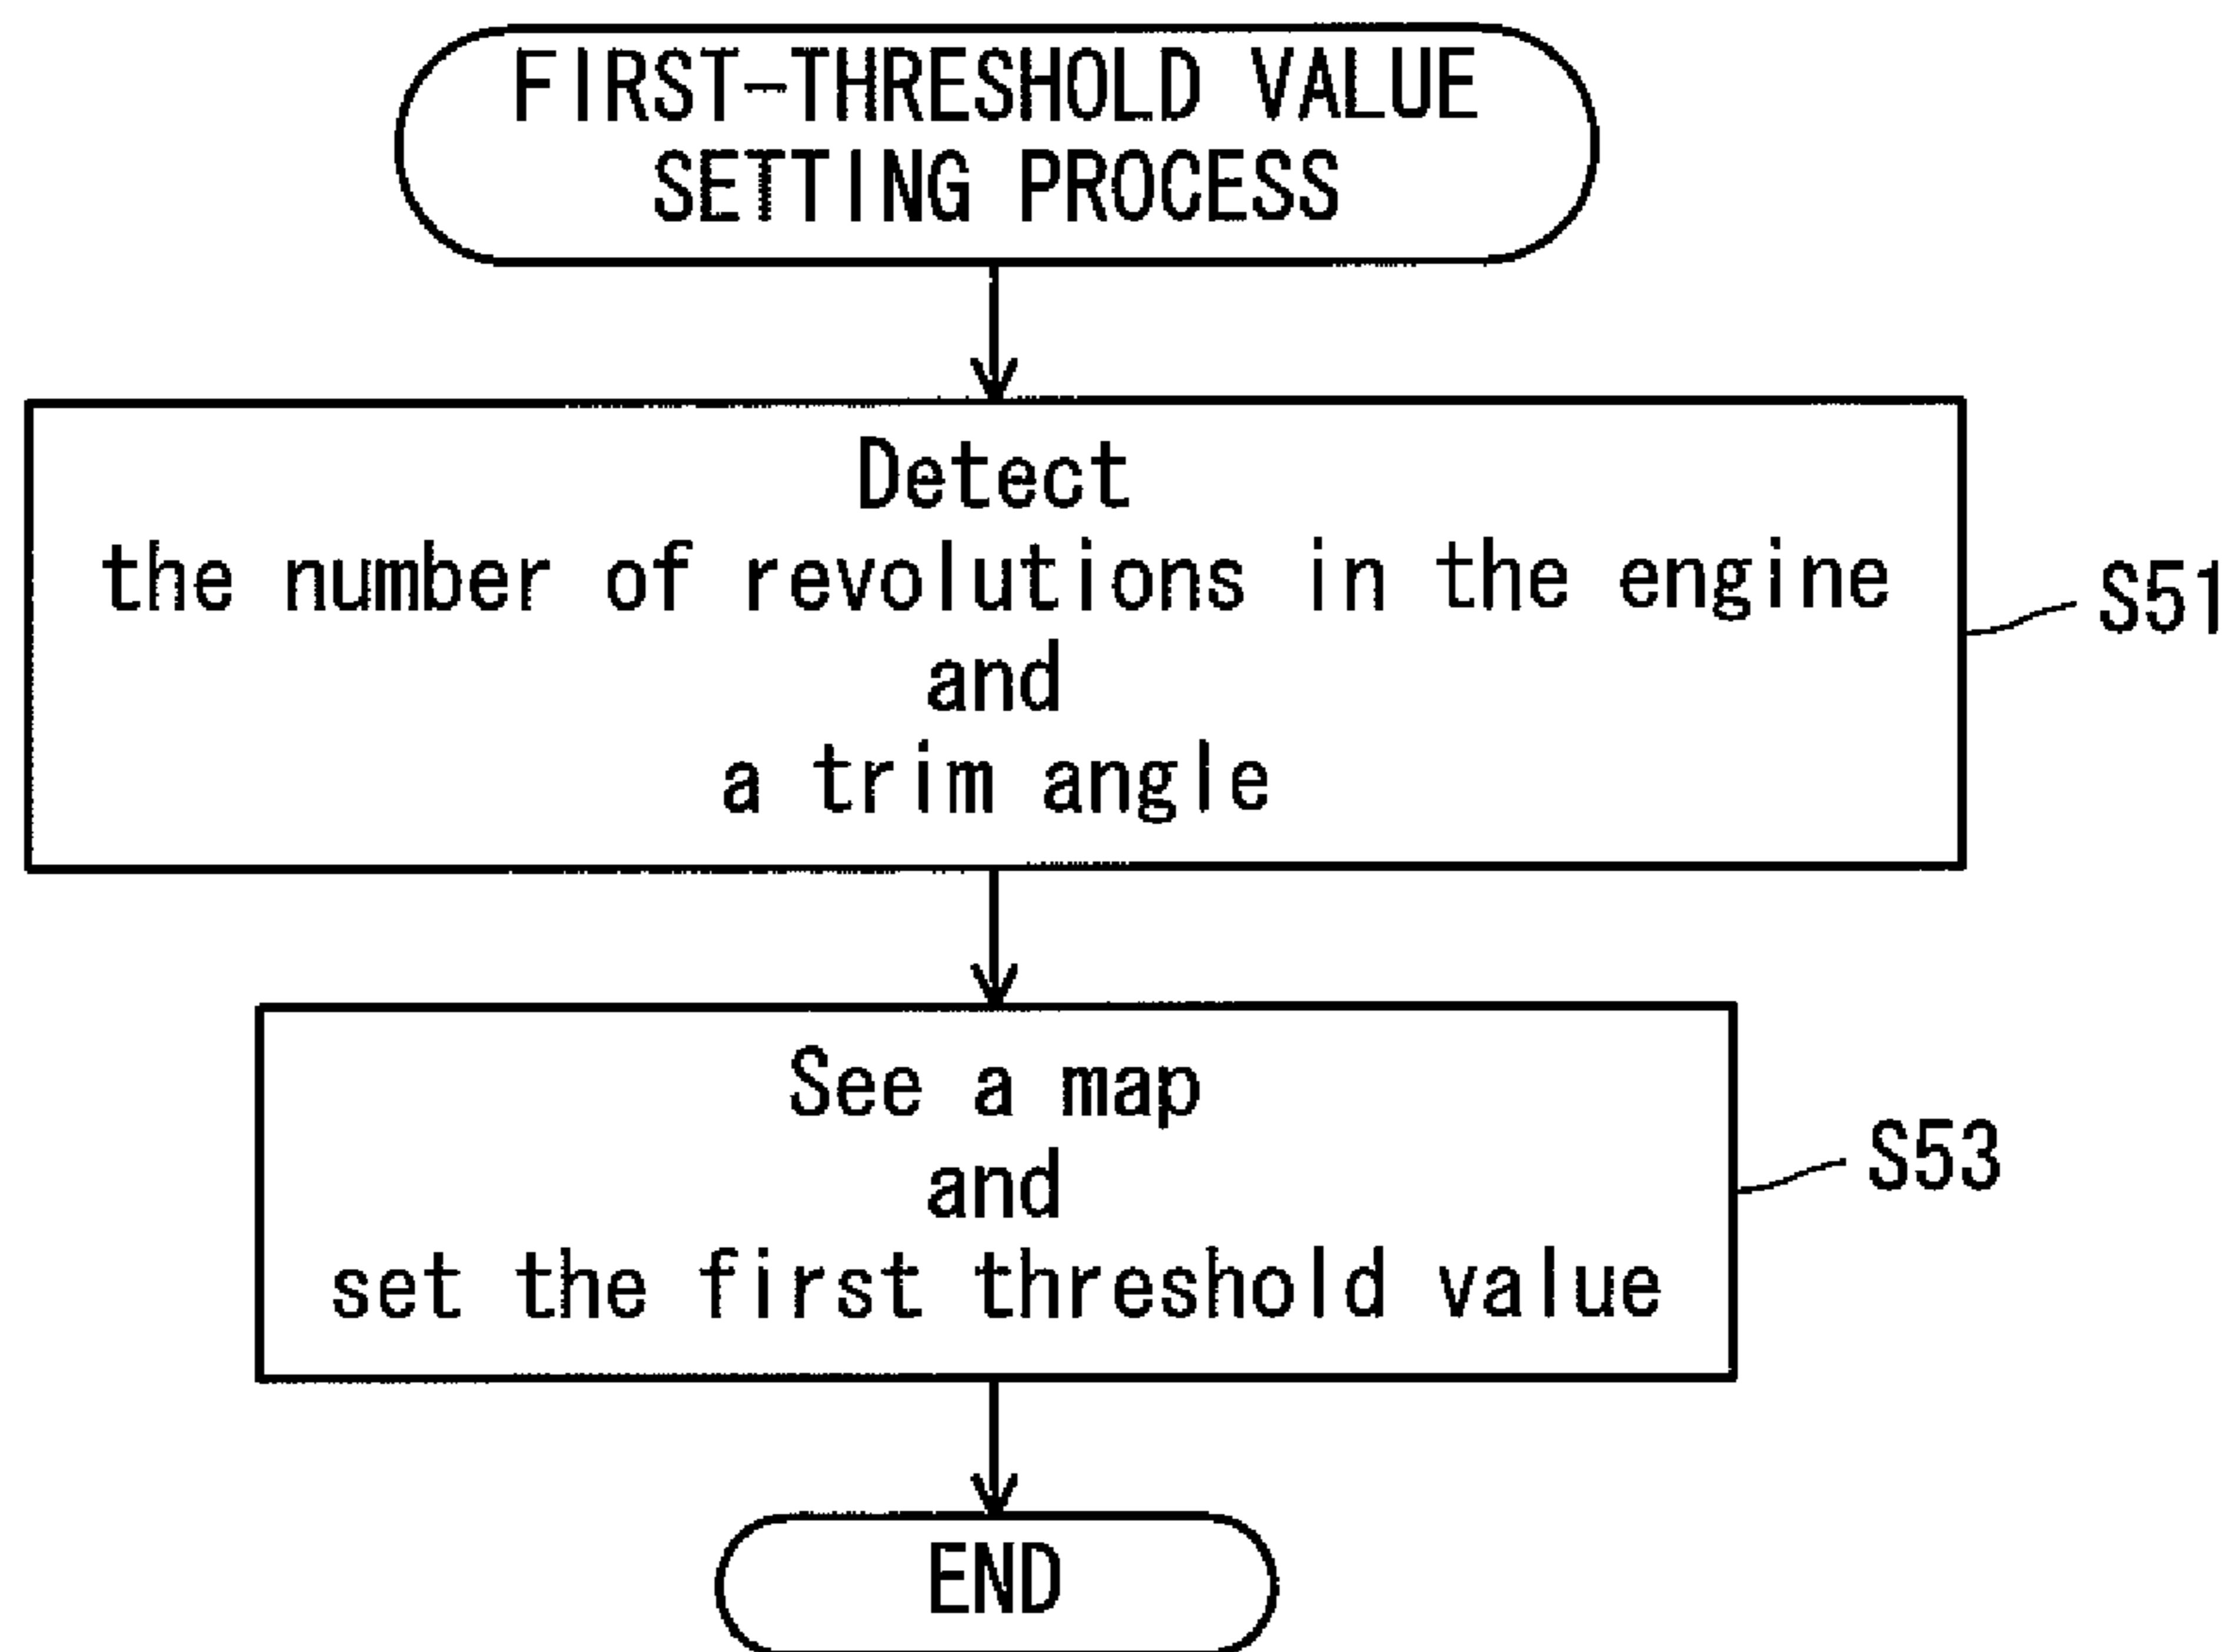 FIRST-THRESHOLD VALUE
SETTING PROCESS
Detect
the number of revolutions in the engine
and
a trim angle
S51
See a map
and
set the first threshold value
S53
END